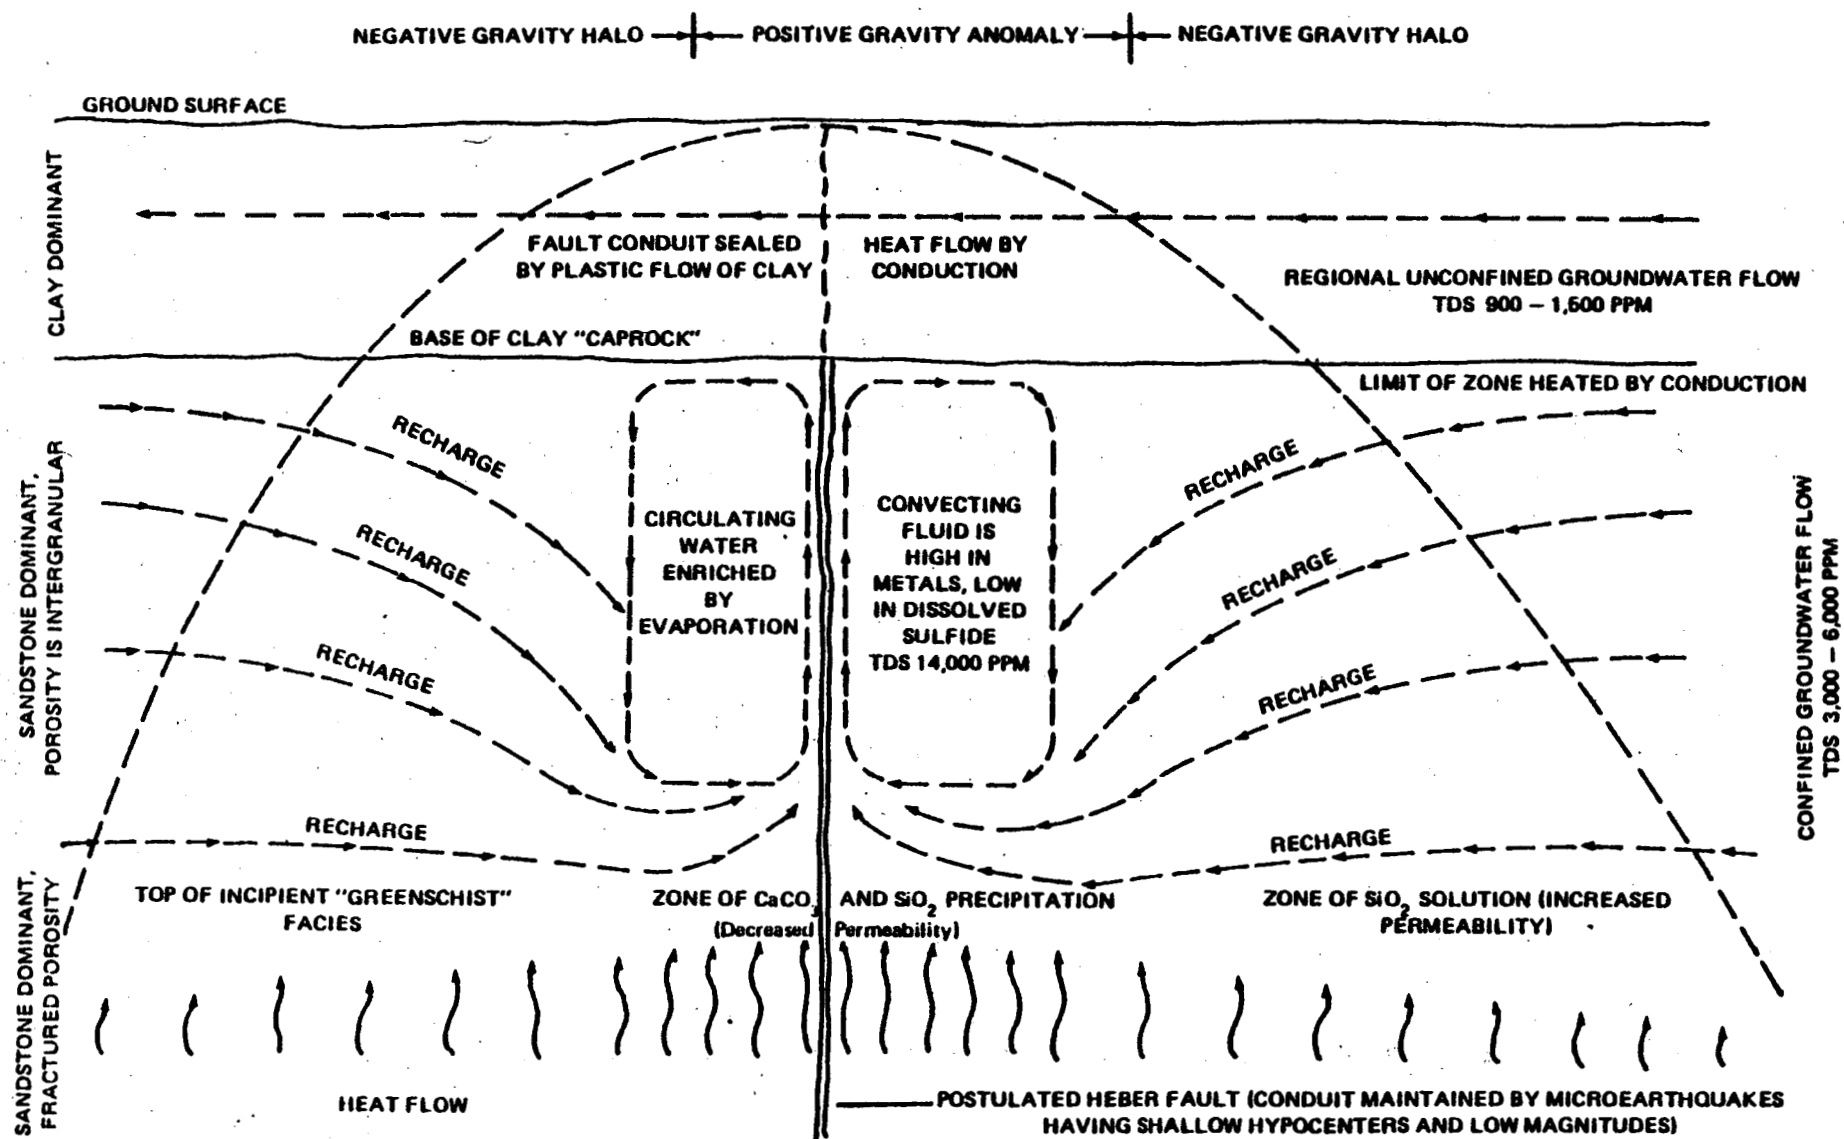 NEGATIVE GRAVITY HALO
POSITIVE GRAVITY ANOMALY
NEGATIVE GRAVITY HALO
GROUND SURFACE
CLAY DOMINANT
FAULT CONDUIT SEALED
BY PLASTIC FLOW OF CLAY
HEAT FLOW BY
CONDUCTION
REGIONAL UNCONFINED GROUNDWATER FLOW
TDS 900 – 1,500 PPM
BASE OF CLAY "CAPROCK"
LIMIT OF ZONE HEATED BY CONDUCTION
SANDSTONE DOMINANT,
POROSITY IS INTERGRANULAR
RECHARGE
RECHARGE
RECHARGE
RECHARGE
CIRCULATING
WATER
ENRICHED
BY
EVAPORATION
CONVECTING
FLUID IS
HIGH IN
METALS, LOW
IN DISSOLVED
SULFIDE
TDS 14,000 PPM
RECHARGE
RECHARGE
RECHARGE
RECHARGE
CONFINED GROUNDWATER FLOW
TDS 3,000 – 6,000 PPM
SANDSTONE DOMINANT,
FRACTURED POROSITY
TOP OF INCIPIENT "GREENSCHIST"
FACIES
ZONE OF CaCO3 AND SiO2 PRECIPITATION
(Decreased Permeability)
ZONE OF SiO2 SOLUTION (INCREASED
PERMEABILITY)
HEAT FLOW
POSTULATED HEBER FAULT (CONDUIT MAINTAINED BY MICROEARTHQUAKES
HAVING SHALLOW HYPOCENTERS AND LOW MAGNITUDES)